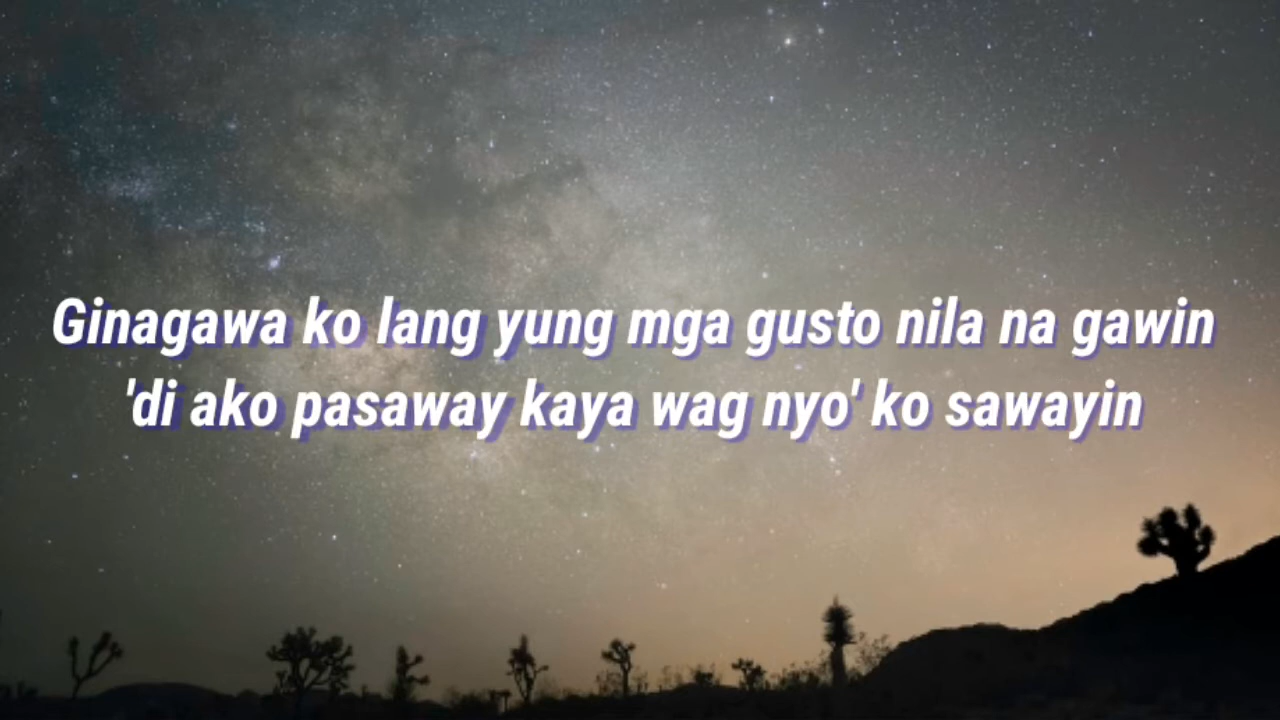 Ginagawa ko lang yung mga gusto nila na gawin
'di ako pasaway kaya wag nyo' ko sawayin